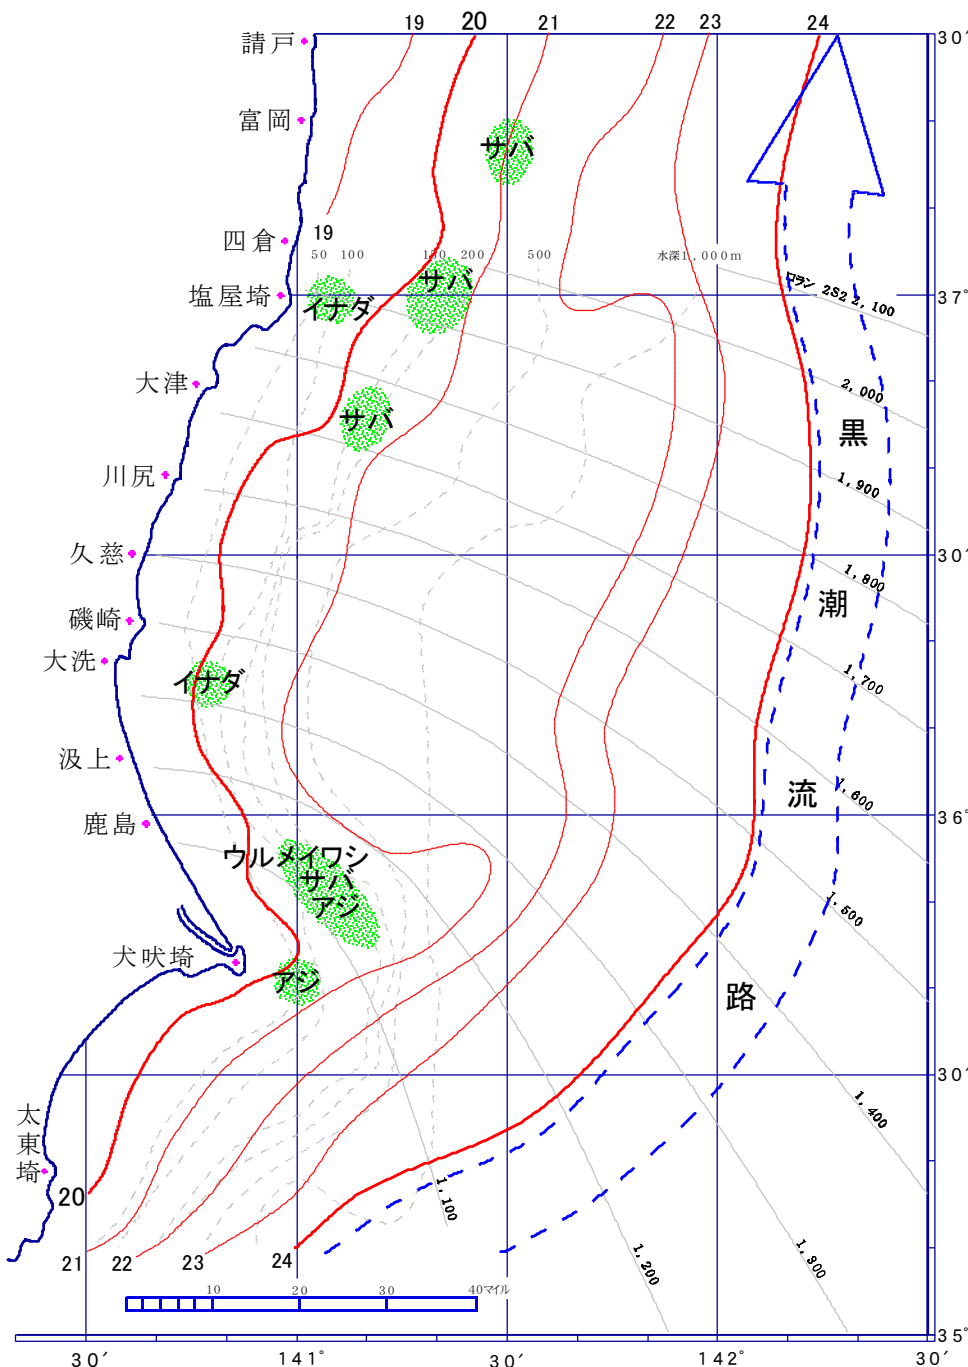 19
20
21
22
23
24
30′
請戸
富岡
サバ
四倉
19
50
100
100
200
500
水深1,000m
サバ
塩屋埼
イナダ
ロラン 2S2 2,100
37°
大津
2,000
サバ
黒
川尻
1,900
久慈
30′
1,800
磯崎
潮
大洗
イナダ
1,700
汲上
流
1,600
鹿島
36°
ウルメイワシ
サバ
アジ
1,500
犬吠埼
アジ
路
30′
太東埼
1,400
20
1,100
21
22
23
24
1,200
1,300
10
20
30
40マイル
35°
30′
141°
30′
142°
30′